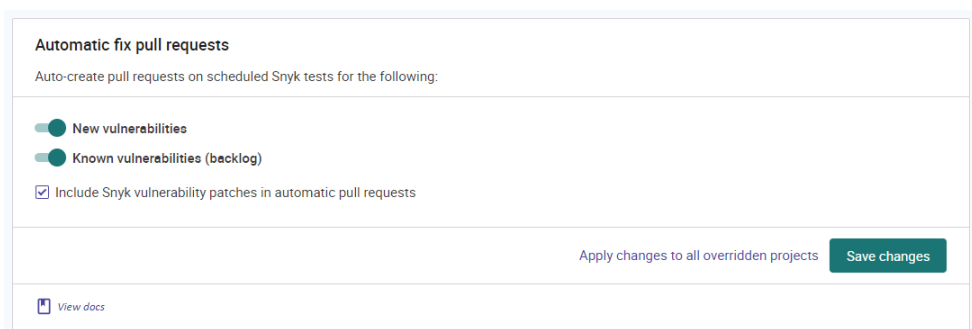 Automatic fix pull requests
Auto-create pull requests on scheduled Snyk tests for the following:
New vulnerabilities
Known vulnerabilities (backlog)
Include Snyk vulnerability patches in automatic pull requests
Apply changes to all overridden projects Save changes
View docs